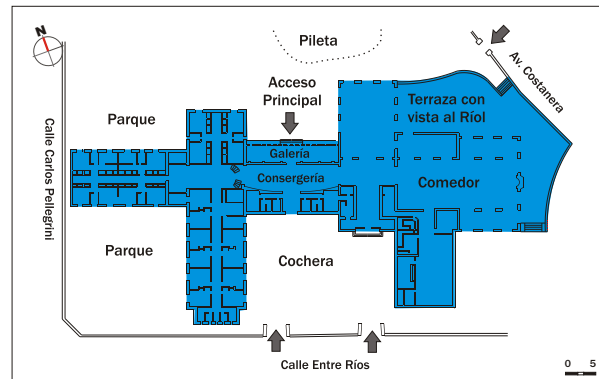 N
Pileta
Av. Costanera
Acceso
Principal
Terraza con
vista al Ríol
Parque
Galería
Calle Carlos Pellegrini
Consergería
Comedor
Parque
Cochera
Calle Entre Ríos
0 5